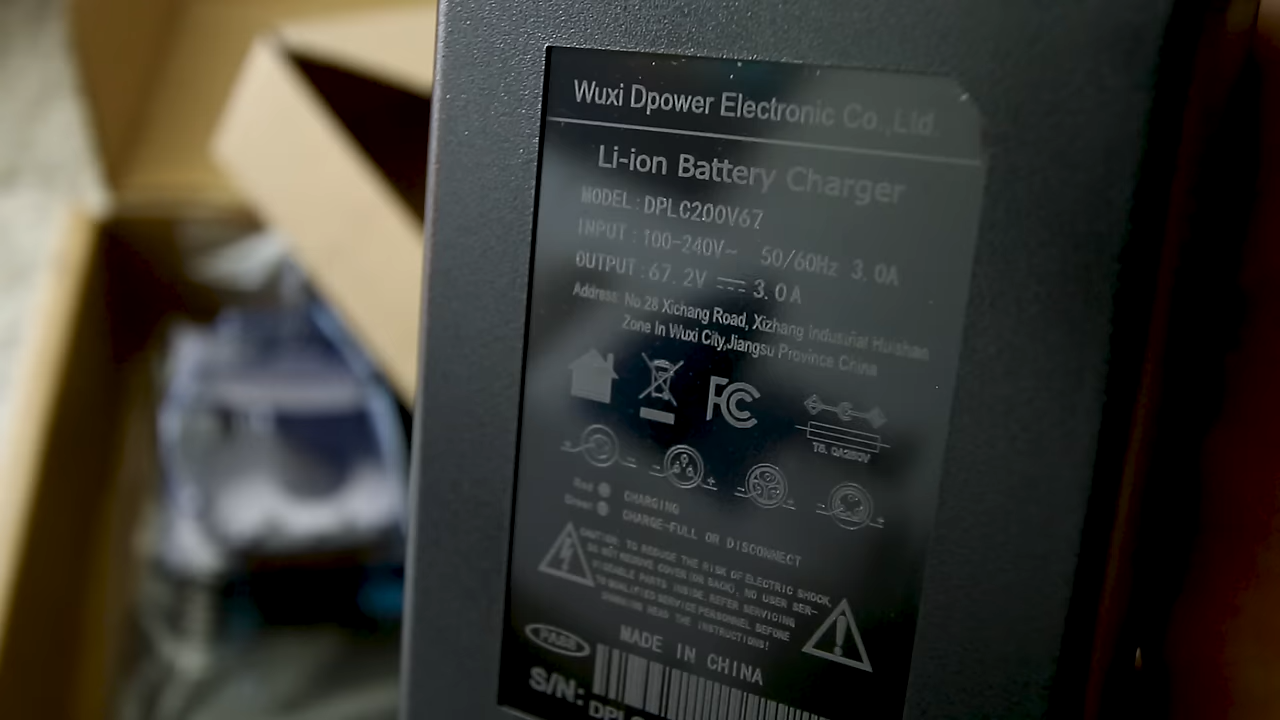 Wuxi Dpower Electronic Co.,Ltd.
Li-ion Battery Charger
MODEL:DPLC200V67
INPUT:100-240V~ 50/60Hz 3.0A
OUTPUT:67.2V⎓3.0A
Address: No.28 Xichang Road, Xizhang Industrial Huishan
Zone In Wuxi City,Jiangsu Province China
FC
Red CHARGING
Green CHARGE-FULL OR DISCONNECT
CAUTION: TO REDUCE THE RISK OF ELECTRIC SHOCK,
DO NOT REMOVE COVER (OR BACK), NO USER SER-
VICEABLE PARTS INSIDE. REFER SERVICING
TO QUALIFIED SERVICE PERSONNEL BEFORE
READ THE INSTRUCTIONS!
PASS
MADE IN CHINA
S/N: